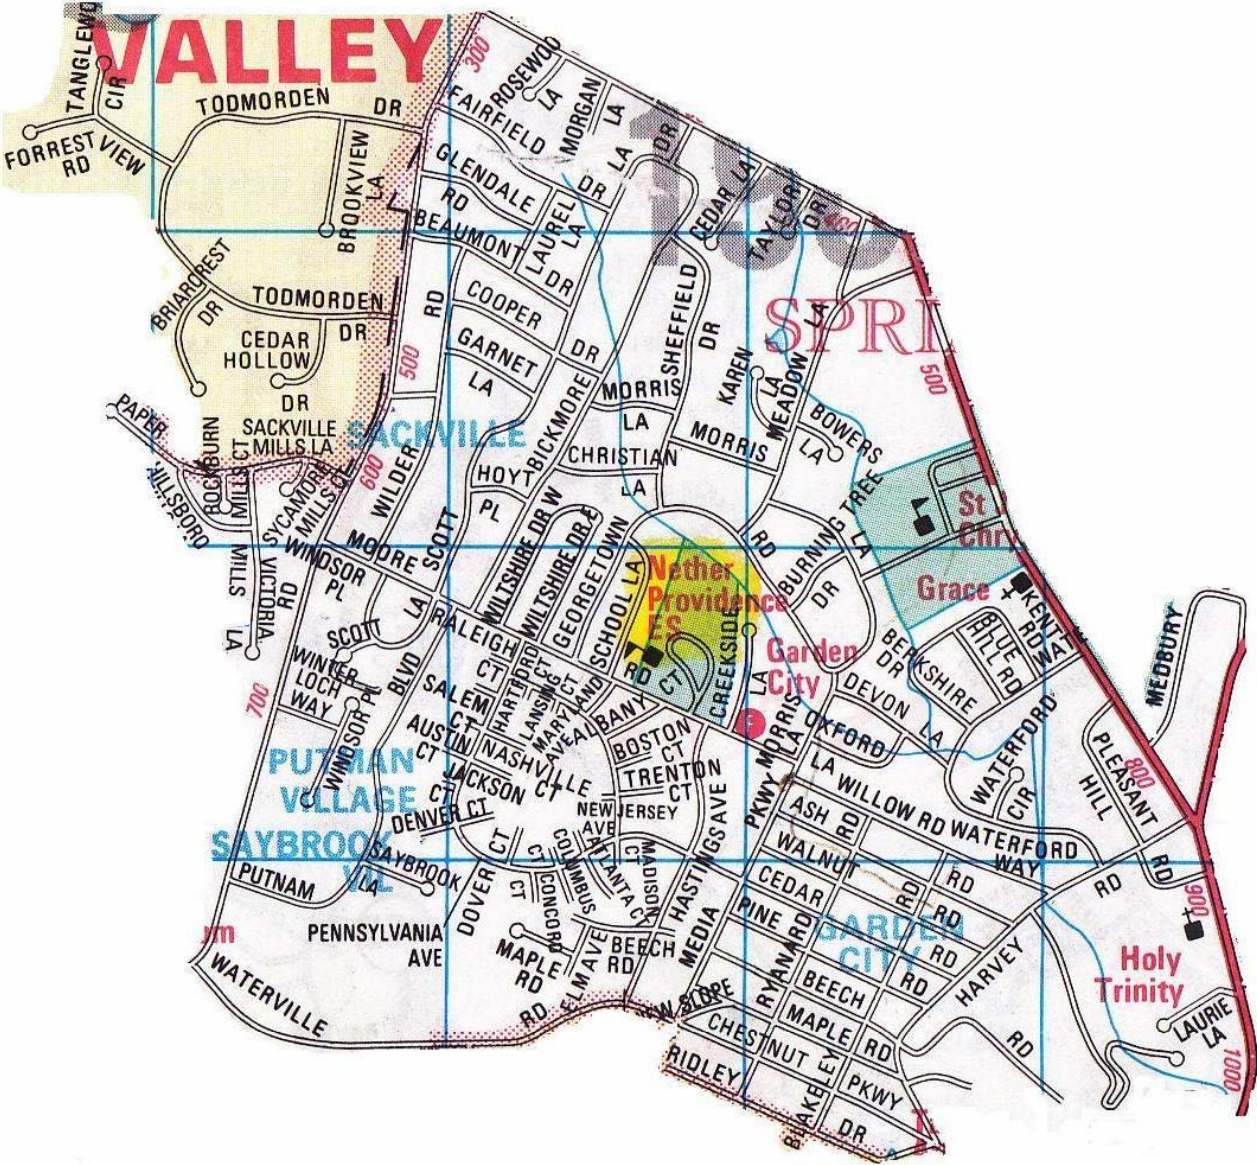 VALLEY
TANGLEWD
CIR
TODMORDEN DR
FORREST VIEW
RD
BROOKVIEW
LA
BRIARCREST
DR
TODMORDEN
DR
CEDAR
HOLLOW
DR
SACKVILLE
MILLS LA
300
ROSEWOO
LA
MORGAN
LA
FAIRFIELD
DR
LA
DR
GLENDALE
RD
LAUREL
LA
BEAUMONT
DR
CEDAR LA
TAYLOR
DR
400
SPRI
COOPER
RD
GARNET
LA
DR
500
SHEFFIELD
DR
KAREN
LA
MEADOW LA
500
MORRIS
LA
MORRIS
BOWERS
LA
BICKMORE
CHRISTIAN
LA
SACKVILLE
PAPER
HILLSBORO
ROCKBURN
MILLS CT
SYCAMORE
MILLS
600
WILDER
HOYT
PL
SCOTT
MOORE
WINDSOR
PL
MILLS
LA
VICTORIA
RD
WILTSHIRE DR W
WILTSHIRE DR E
GEORGETOWN
SCHOOL LA
RD
BURNING TREE
LA
DR
St
Chri
Grace
Nether
Providence
ES
RD
CT
CREEKSIDE
LA
Garden
City
BERKSHIRE
DR
BLUE
HILL RD
KENT
RD
WAY
MEDBURY
SCOTT
LA
RALEIGH
CT
WINTER
LOCH
WAY
BLVD
WINDSOR PL
700
SALEM
CT
HARTFORD
CT
LANSING
CT
MARYLAND
AVE
ALBANY
AUSTIN
CT
NASHVILLE
CT
BOSTON
CT
TRENTON
CT
JACKSON
CT
NEW JERSEY
AVE
DENVER CT
PUTMAN
VILLAGE
SAYBROOK
VIL
SAYBROOK
LA
PUTNAM
DEVON
LA
OXFORD
LA
MORRIS
LA
PKWY
WILLOW RD
WATERFORD
CIR
WATERFORD
WAY
PLEASANT
HILL
RD
800
900
1000
ASH RD
WALNUT
RD
CEDAR
RD
PINE
RD
RD
RYANARD
RD
BEECH
MAPLE RD
CHESTNUT
PKWY
GARDEN
CITY
HARVEY
RD
RD
Holy
Trinity
LAURIE
LA
PENNSYLVANIA
AVE
DOVER CT
CT
CT
CONCORD
COLUMBUS
ATLANTA CT
CT
MADISON
HASTINGS AVE
MEDIA
MAPLE
RD
ELM AVE
BEECH
RD
W SLOPE
WATERVILLE
RD
RIDLEY
BLAKELEY
DR